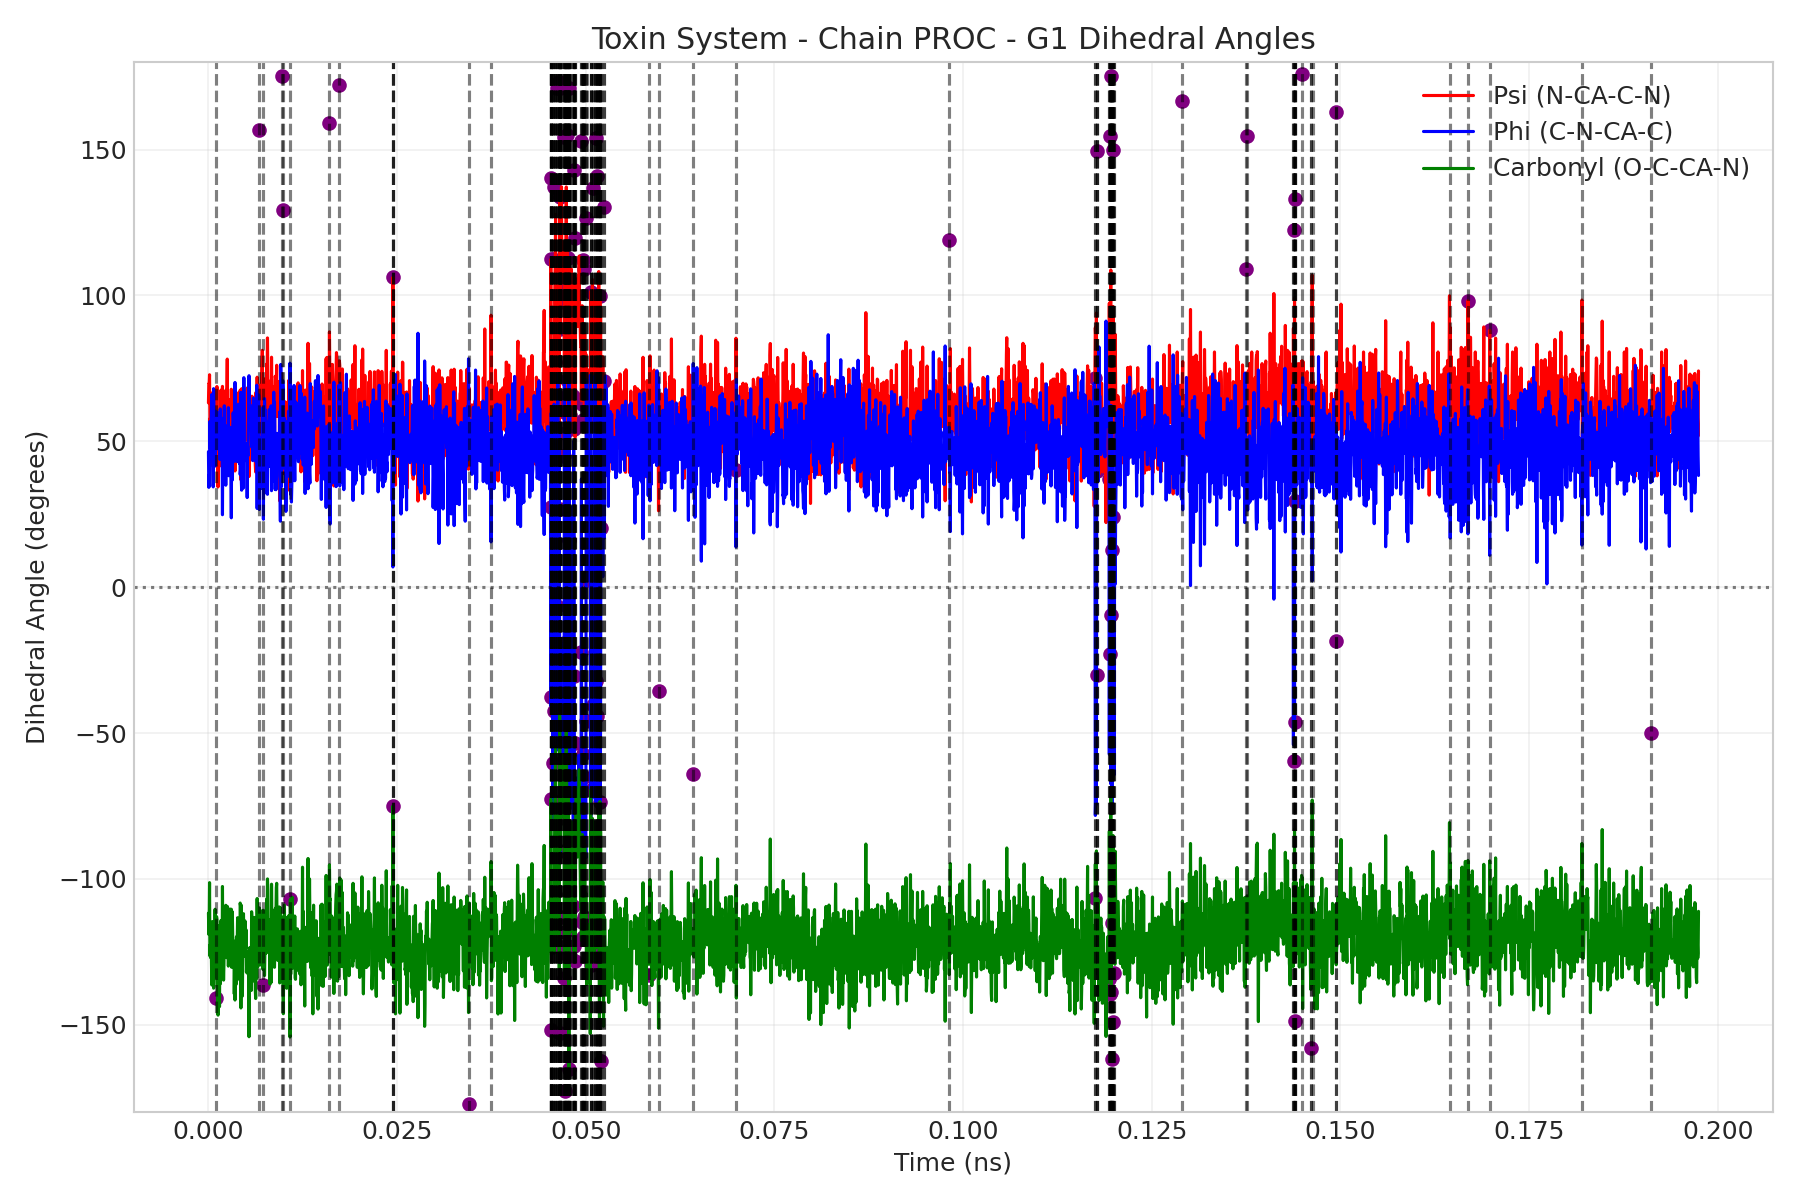 Toxin System - Chain PROC - G1 Dihedral Angles
Psi (N-CA-C-N)
Phi (C-N-CA-C)
Carbonyl (O-C-CA-N)
Dihedral Angle (degrees)
150
100
50
0
−50
−100
−150
0.000 0.025 0.050 0.075 0.100 0.125 0.150 0.175 0.200
Time (ns)